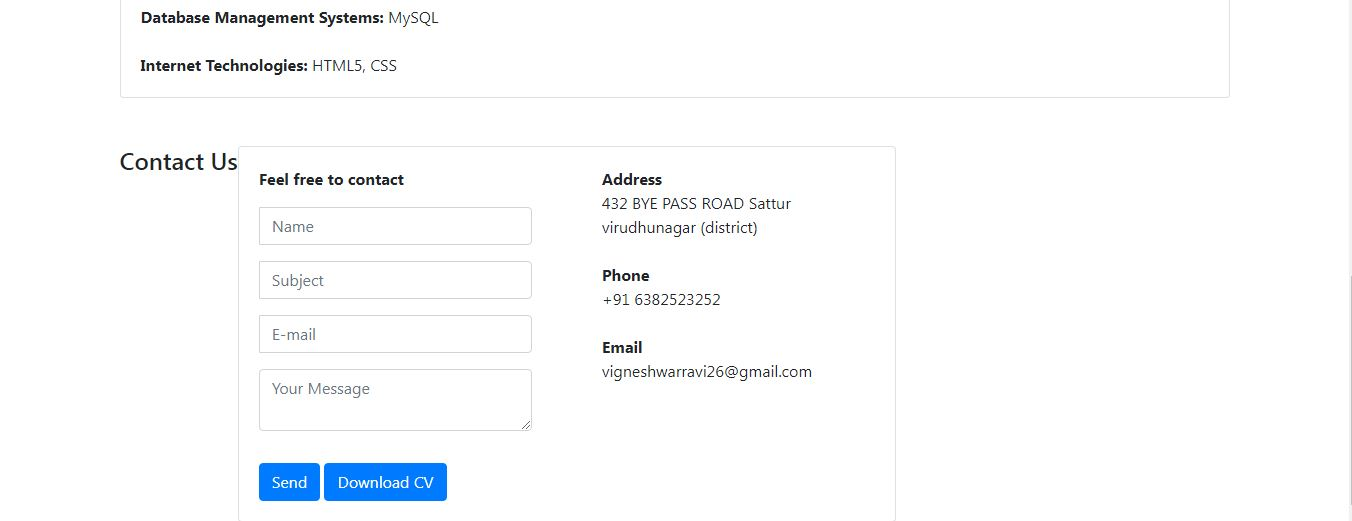 Database Management Systems: MySQL
Internet Technologies: HTML5, CSS
Contact Us
Feel free to contact
Name
Subject
E-mail
Your Message
Send
Download CV
Address
432 BYE PASS ROAD Sattur
virudhunagar (district)
Phone
+91 6382523252
Email
vigneshwarravi26@gmail.com